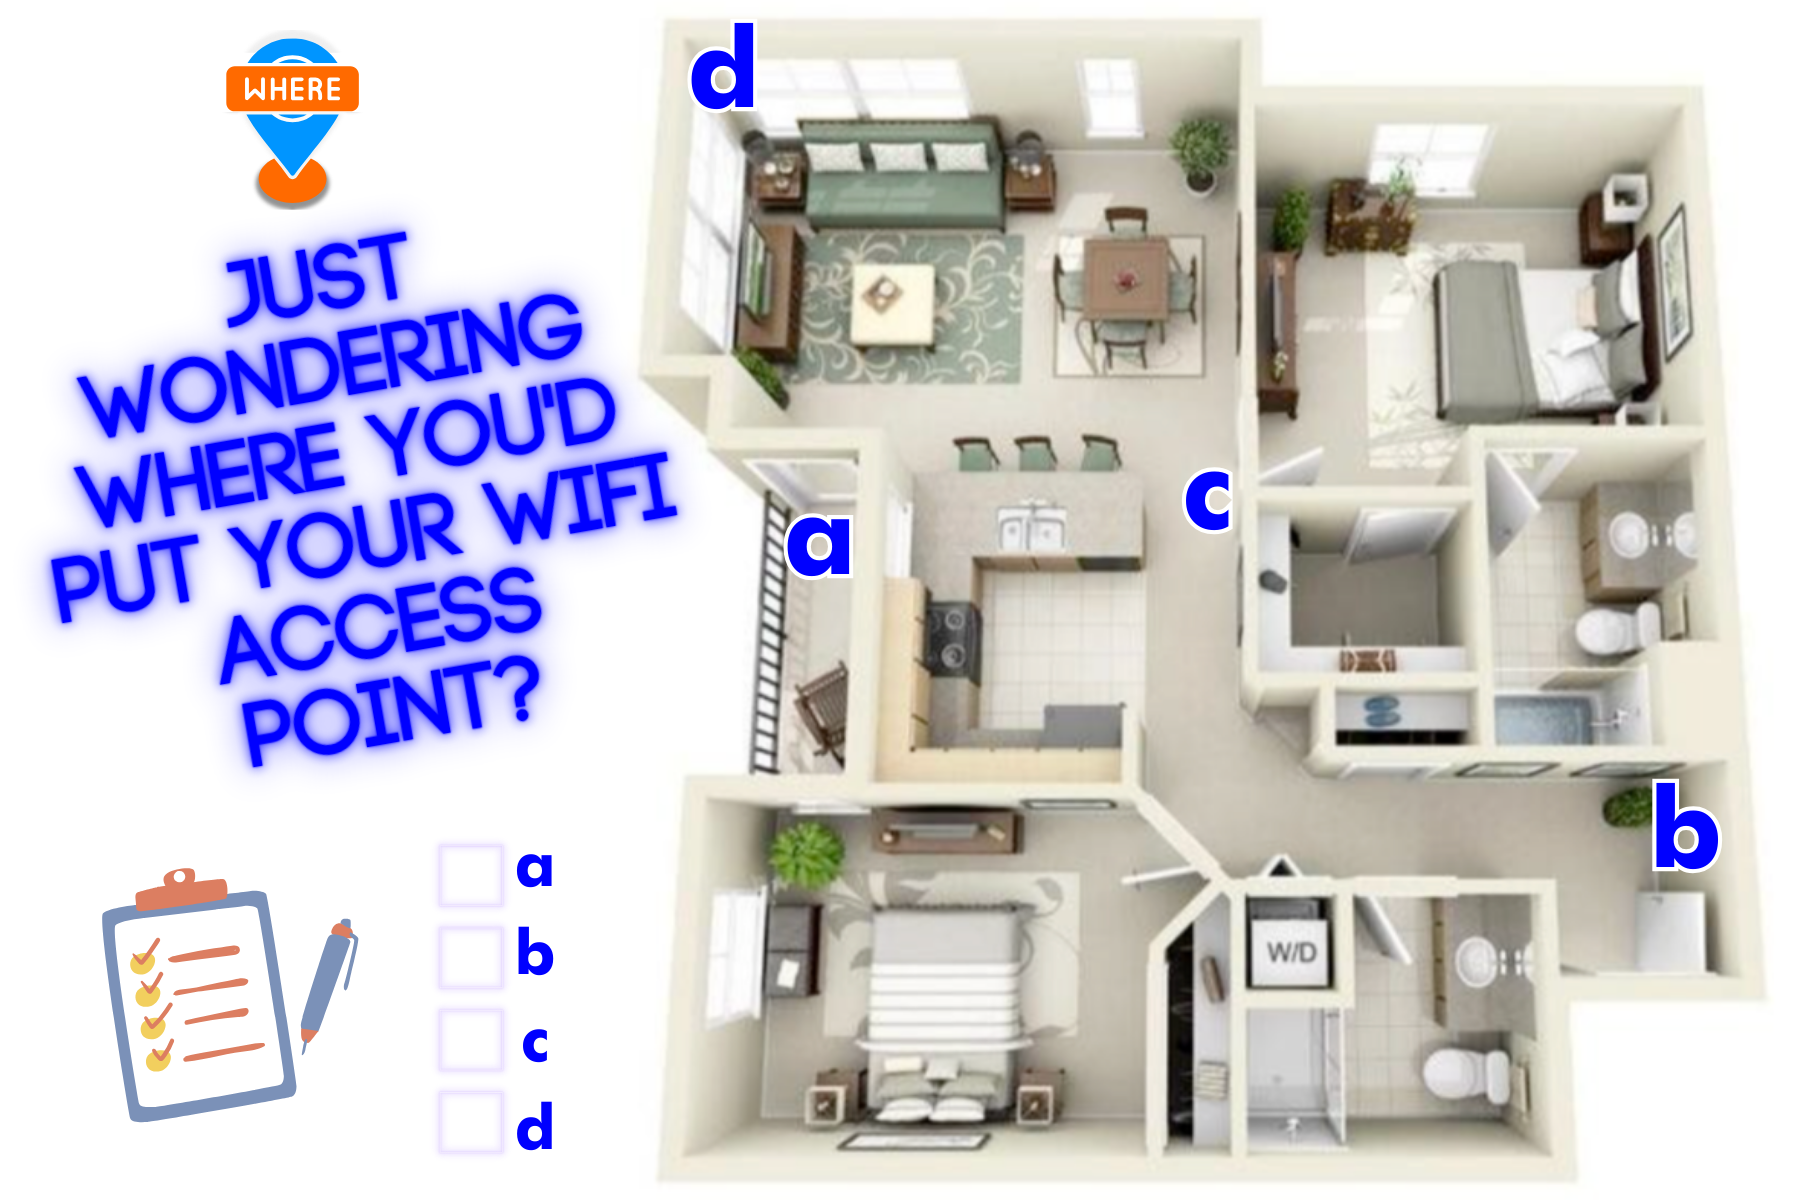 WHERE
JUST
WONDERING
WHERE YOU'D
PUT YOUR WIFI
ACCESS
POINT?
d
c
a
b
W/D
a
b
c
d